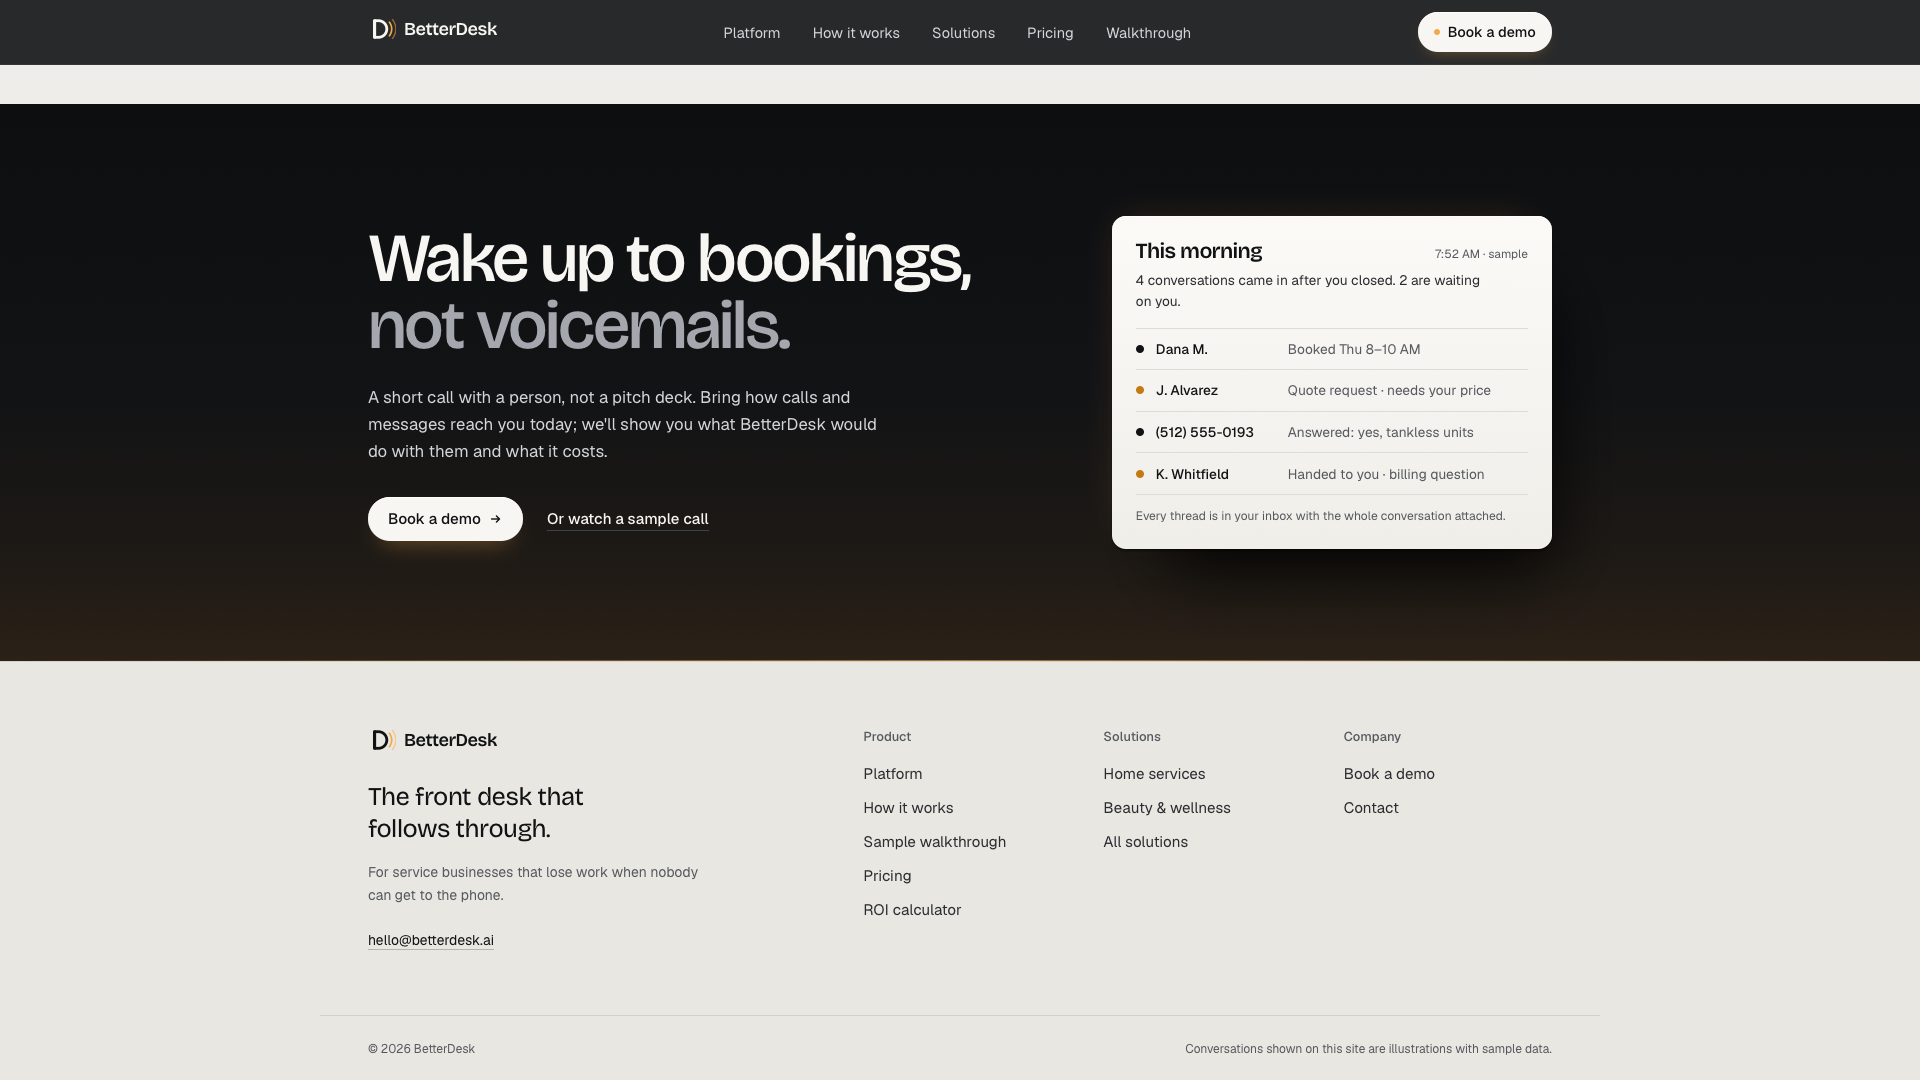 BetterDesk
Platform
How it works
Solutions
Pricing
Walkthrough
Book a demo
Wake up to bookings,
not voicemails.
A short call with a person, not a pitch deck. Bring how calls and
messages reach you today; we'll show you what BetterDesk would
do with them and what it costs.
Book a demo →
Or watch a sample call
This morning
7:52 AM · sample
4 conversations came in after you closed. 2 are waiting
on you.
Dana M. Booked Thu 8–10 AM
J. Alvarez Quote request · needs your price
(512) 555-0193 Answered: yes, tankless units
K. Whitfield Handed to you · billing question
Every thread is in your inbox with the whole conversation attached.
BetterDesk
The front desk that
follows through.
For service businesses that lose work when nobody
can get to the phone.
hello@betterdesk.ai
Product
Platform
How it works
Sample walkthrough
Pricing
ROI calculator
Solutions
Home services
Beauty & wellness
All solutions
Company
Book a demo
Contact
© 2026 BetterDesk
Conversations shown on this site are illustrations with sample data.